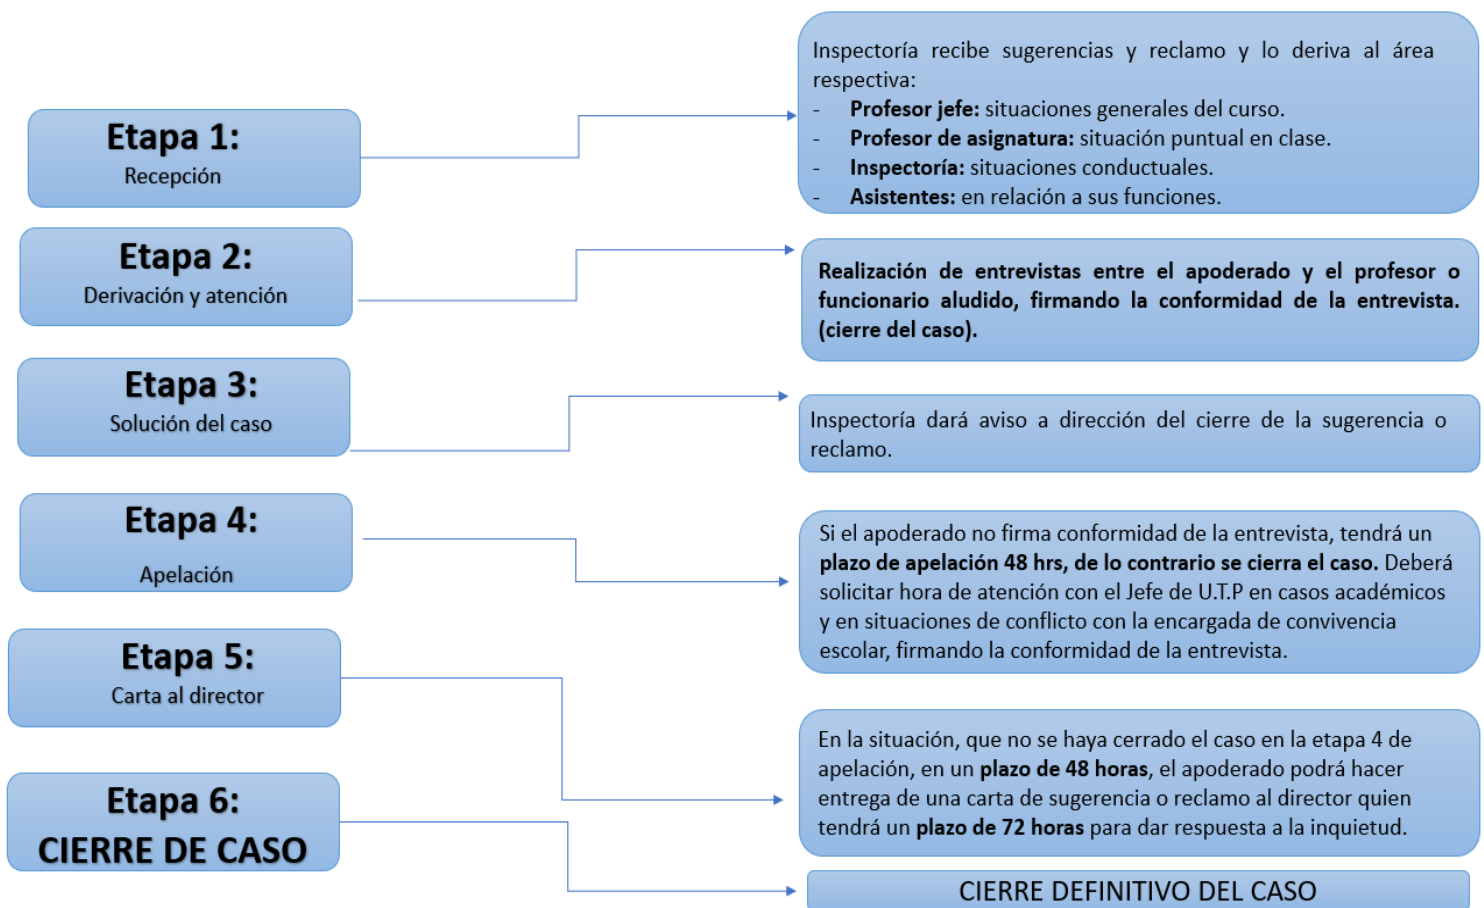 Etapa 1:
Recepción
Inspectoría recibe sugerencias y reclamo y lo deriva al área
respectiva:
- Profesor jefe: situaciones generales del curso.
- Profesor de asignatura: situación puntual en clase.
- Inspectoría: situaciones conductuales.
- Asistentes: en relación a sus funciones.
Etapa 2:
Derivación y atención
Realización de entrevistas entre el apoderado y el profesor o
funcionario aludido, firmando la conformidad de la entrevista.
(cierre del caso).
Etapa 3:
Solución del caso
Inspectoría dará aviso a dirección del cierre de la sugerencia o
reclamo.
Etapa 4:
Apelación
Si el apoderado no firma conformidad de la entrevista, tendrá un
plazo de apelación 48 hrs, de lo contrario se cierra el caso. Deberá
solicitar hora de atención con el Jefe de U.T.P en casos académicos
y en situaciones de conflicto con la encargada de convivencia
escolar, firmando la conformidad de la entrevista.
Etapa 5:
Carta al director
En la situación, que no se haya cerrado el caso en la etapa 4 de
apelación, en un plazo de 48 horas, el apoderado podrá hacer
entrega de una carta de sugerencia o reclamo al director quien
tendrá un plazo de 72 horas para dar respuesta a la inquietud.
Etapa 6:
CIERRE DE CASO
CIERRE DEFINITIVO DEL CASO